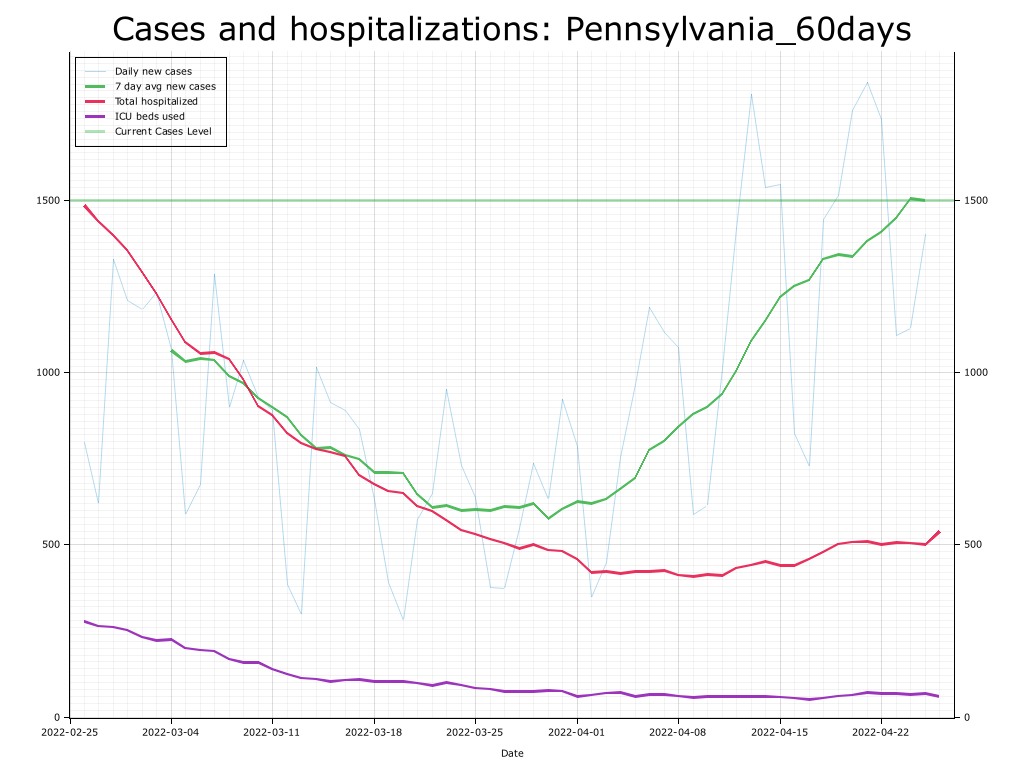 Cases and hospitalizations: Pennsylvania_60days
Daily new cases
7 day avg new cases
Total hospitalized
ICU beds used
Current Cases Level
1500 1500
1000 1000
500 500
0 0
2022-02-25 2022-03-04 2022-03-11 2022-03-18 2022-03-25 2022-04-01 2022-04-08 2022-04-15 2022-04-22
Date